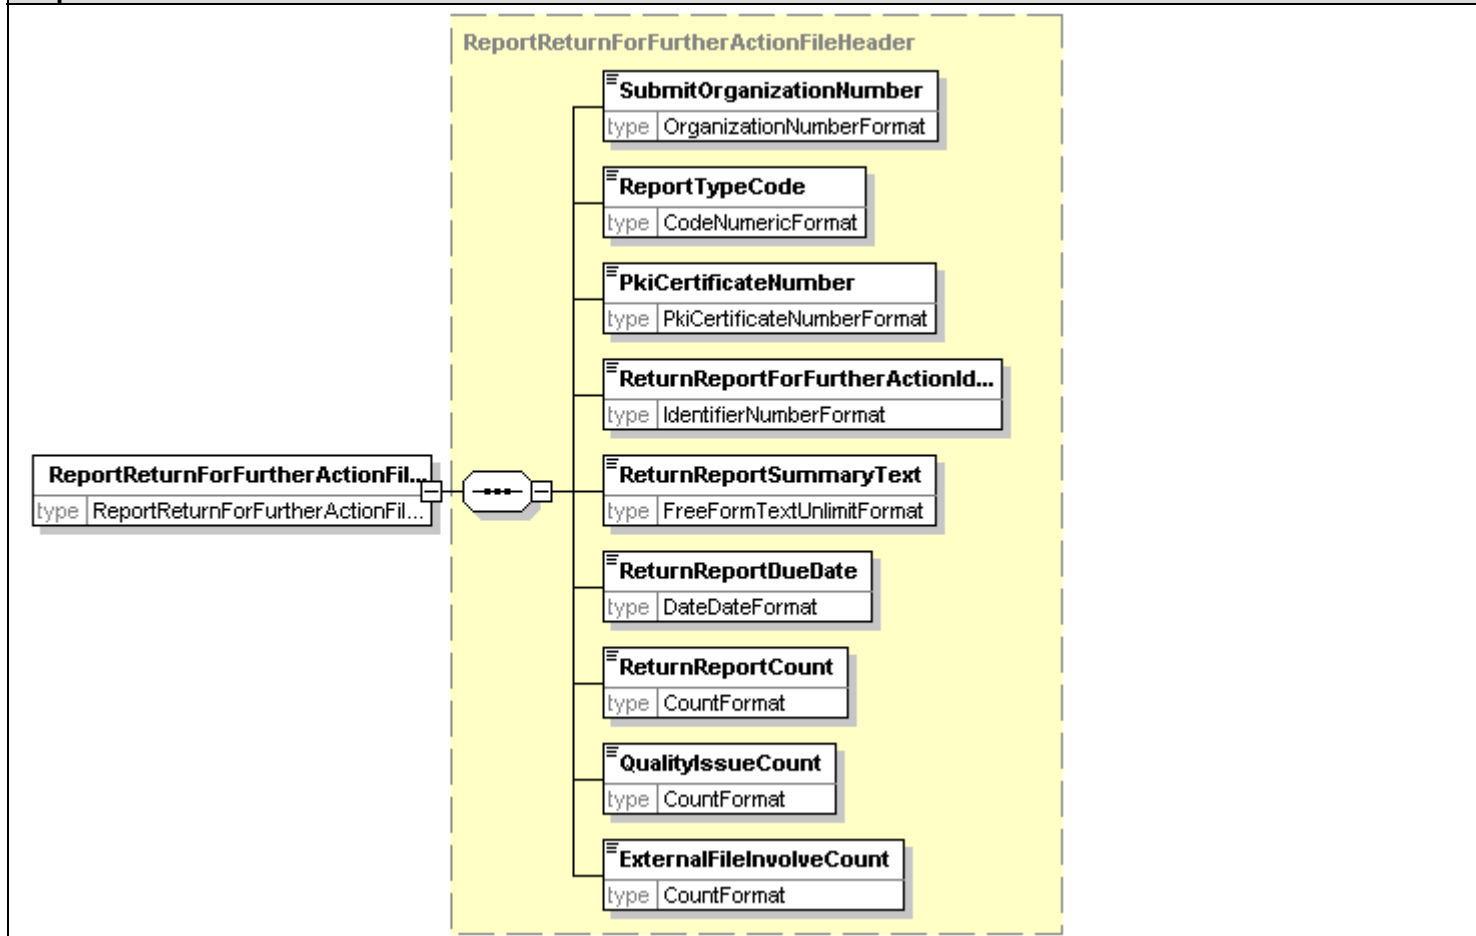 ReportReturnForFurtherActionFileHeader
SubmitOrganizationNumber
type OrganizationNumberFormat
ReportTypeCode
type CodeNumericFormat
PkiCertificateNumber
type PkiCertificateNumberFormat
ReturnReportForFurtherActionId...
type IdentifierNumberFormat
ReportReturnForFurtherActionFil...
type ReportReturnForFurtherActionFil...
ReturnReportSummaryText
type FreeFormTextUnlimitFormat
ReturnReportDueDate
type DateDateFormat
ReturnReportCount
type CountFormat
QualityIssueCount
type CountFormat
ExternalFileInvolveCount
type CountFormat